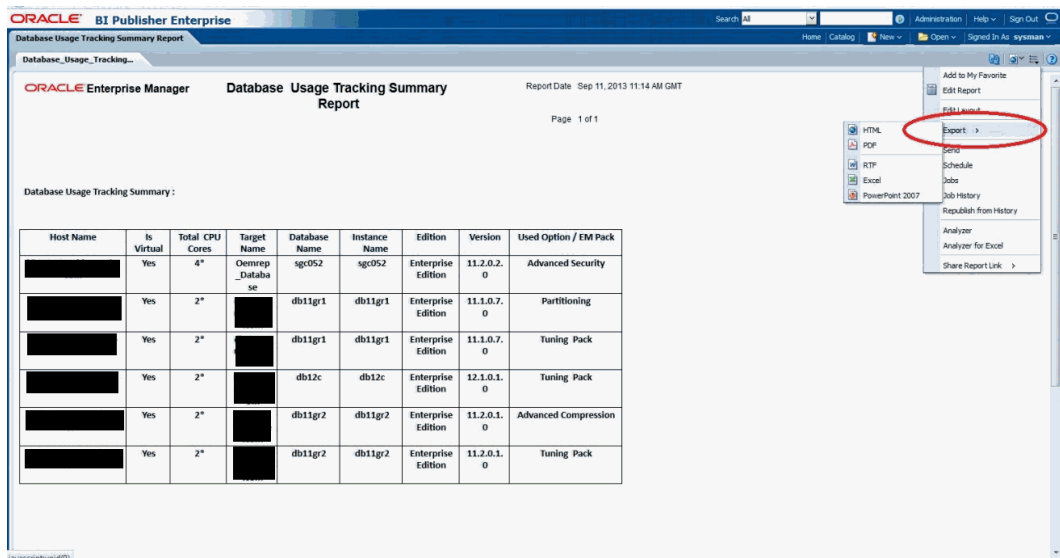 ORACLE BI Publisher Enterprise
Search All
Administration Help Sign Out
Database Usage Tracking Summary Report
Home Catalog New Open Signed In As sysman
Database_Usage_Tracking...
ORACLE Enterprise Manager
Database Usage Tracking Summary
Report
Report Date Sep 11, 2013 11:14 AM GMT
Page 1 of 1
Add to My Favorite
Edit Report
Edit Layout
Export
Send
Schedule
Jobs
Job History
Republish from History
Analyzer
Analyzer for Excel
Share Report Link
HTML
PDF
RTF
Excel
PowerPoint 2007
Database Usage Tracking Summary :
Host Name Is Virtual Total CPU Cores Target Name Database Name Instance Name Edition Version Used Option / EM Pack
Yes 4* Oemrep_Database sgc052 sgc052 Enterprise Edition 11.2.0.2.0 Advanced Security
Yes 2* db11gr1 db11gr1 Enterprise Edition 11.1.0.7.0 Partitioning
Yes 2* db11gr1 db11gr1 Enterprise Edition 11.1.0.7.0 Tuning Pack
Yes 2* db12c db12c Enterprise Edition 12.1.0.1.0 Tuning Pack
Yes 2* db11gr2 db11gr2 Enterprise Edition 11.2.0.1.0 Advanced Compression
Yes 2* db11gr2 db11gr2 Enterprise Edition 11.2.0.1.0 Tuning Pack